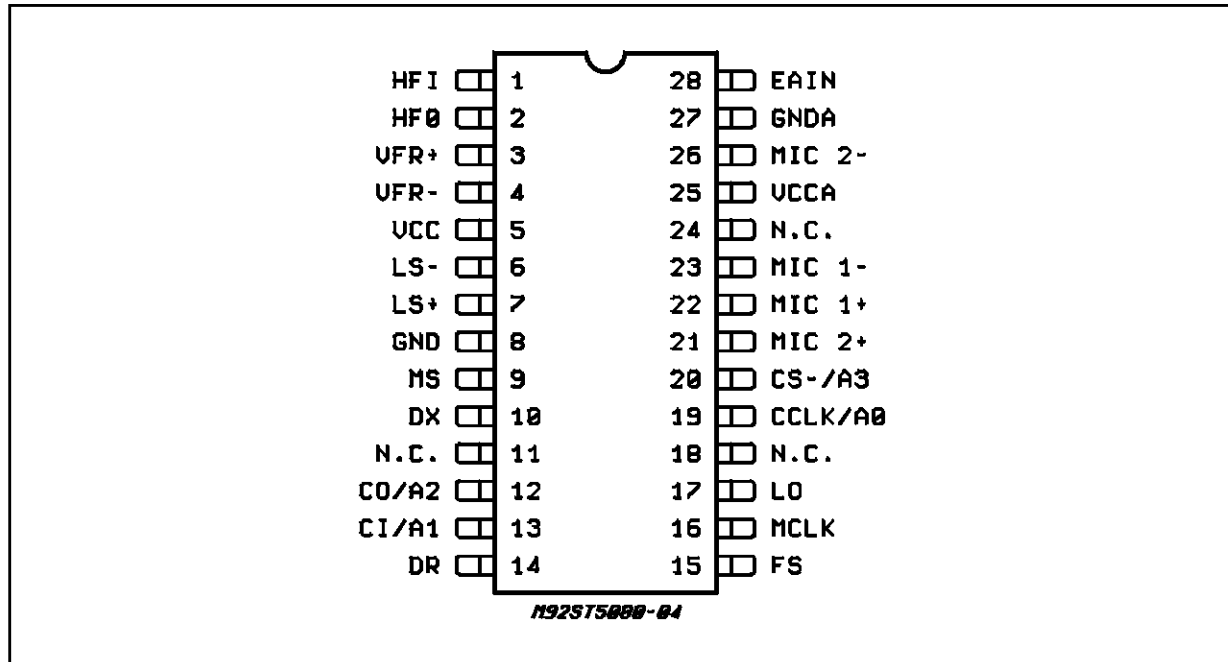 HFI 1 28 EAIN
HF0 2 27 GNDA
VFR+ 3 26 MIC 2-
VFR- 4 25 VCCA
VCC 5 24 N.C.
LS- 6 23 MIC 1-
LS+ 7 22 MIC 1+
GND 8 21 MIC 2+
MS 9 20 CS-/A3
DX 10 19 CCLK/A0
N.C. 11 18 N.C.
CO/A2 12 17 LO
CI/A1 13 16 MCLK
DR 14 15 FS
M92ST5080-04